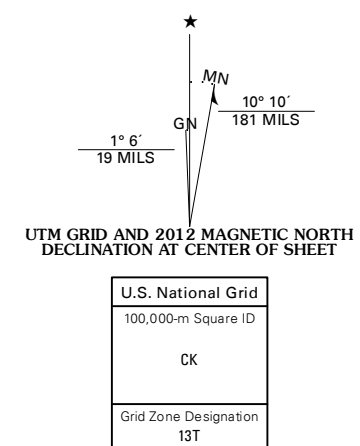 ★
MN
10° 10´
181 MILS
GN
1° 6´
19 MILS
UTM GRID AND 2012 MAGNETIC NORTH
DECLINATION AT CENTER OF SHEET
U.S. National Grid
100,000-m Square ID
CK
Grid Zone Designation
13T